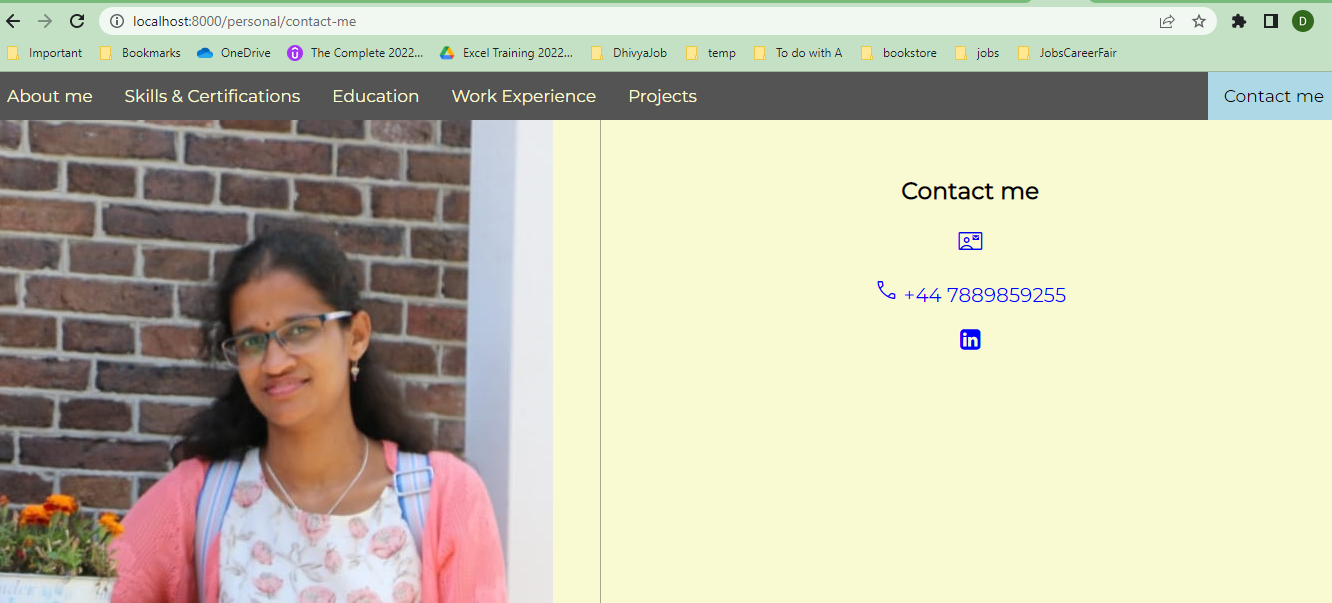 localhost:8000/personal/contact-me
D
Important Bookmarks OneDrive The Complete 2022... Excel Training 2022... DhivyaJob temp To do with A bookstore jobs JobsCareerFair
About me Skills & Certifications Education Work Experience Projects Contact me
Contact me
+44 7889859255
in